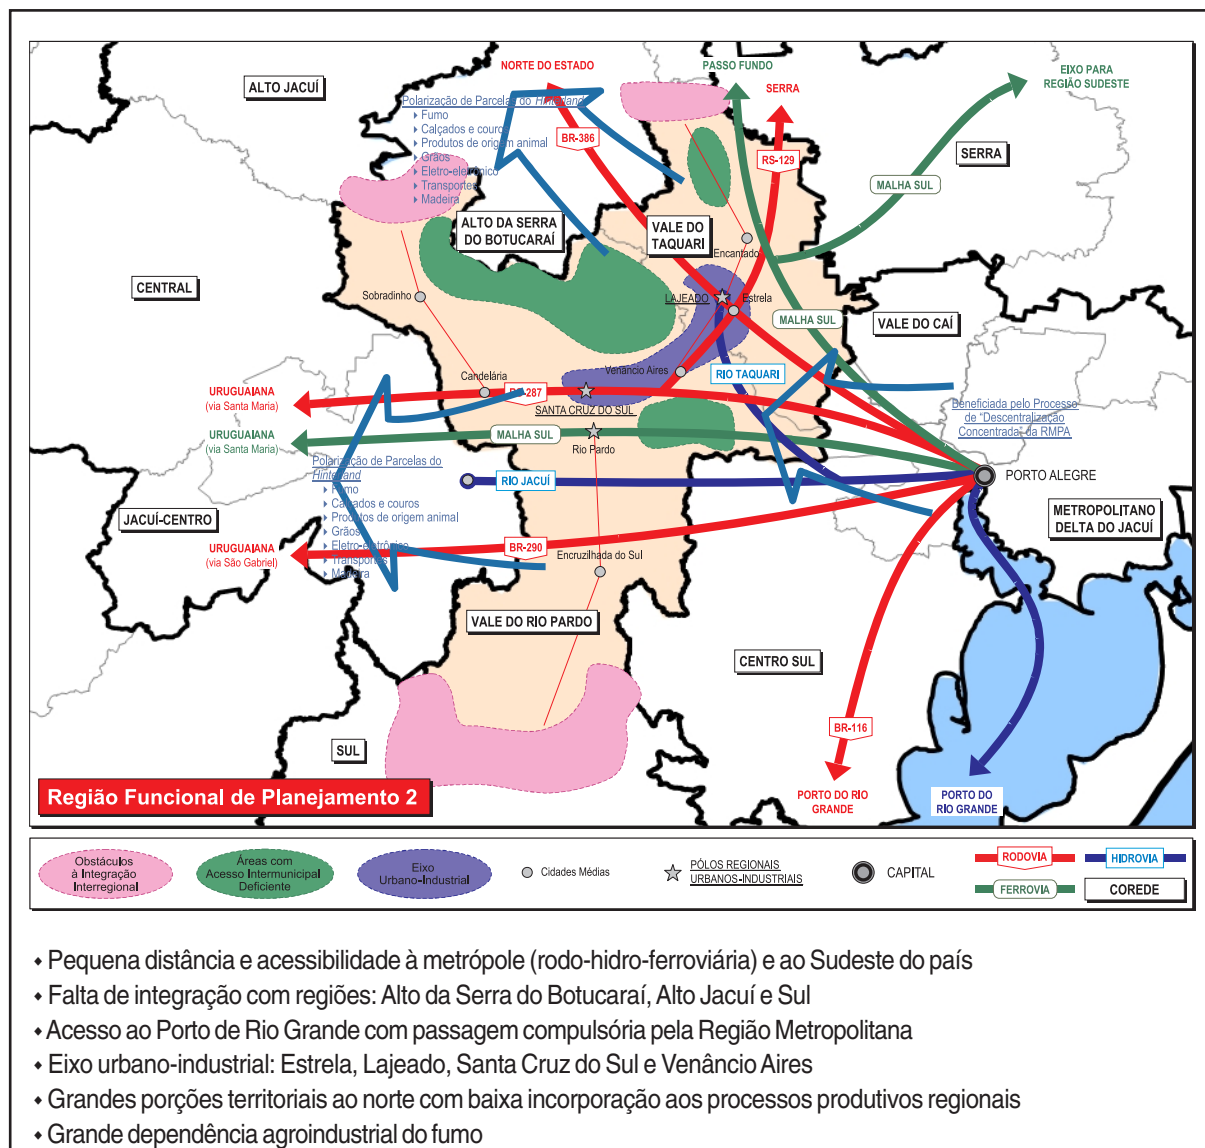 NORTE DO ESTADO
PASSO FUNDO
SERRA
EIXO PARA
REGIÃO SUDESTE
ALTO JACUÍ
Polarização de Parcelas do Hinterland
Fumo
Calçados e couros
Produtos de origem animal
Grãos
Eletro-eletrônico
Transportes
Madeira
BR-386
RS-129
SERRA
MALHA SUL
ALTO DA SERRA
DO BOTUCARAÍ
VALE DO
TAQUARI
Encantado
CENTRAL
Sobradinho
LAJEADO
Estrela
MALHA SUL
VALE DO CAÍ
Candelária
Venâncio Aires
RIO TAQUARI
URUGUAIANA
(via Santa Maria)
BR-287
SANTA CRUZ DO SUL
Beneficiada pelo Processo
de "Descentralização
Concentrada" da RMPA
URUGUAIANA
(via Santa Maria)
MALHA SUL
Rio Pardo
Polarização de Parcelas do
Hinterland
Fumo
Calçados e couros
Produtos de origem animal
Grãos
Eletro-eletrônico
Transportes
Madeira
RIO JACUÍ
PORTO ALEGRE
JACUÍ-CENTRO
METROPOLITANO
DELTA DO JACUÍ
URUGUAIANA
(via São Gabriel)
BR-290
Encruzilhada do Sul
VALE DO RIO PARDO
CENTRO SUL
SUL
BR-116
Região Funcional de Planejamento 2
PORTO DO RIO
GRANDE
PORTO DO
RIO GRANDE
Obstáculos
à Integração
Interregional
Áreas com
Acesso Intermunicipal
Deficiente
Eixo
Urbano-Industrial
Cidades Médias
PÓLOS REGIONAIS
URBANOS-INDUSTRIAIS
CAPITAL
RODOVIA
HIDROVIA
FERROVIA
COREDE
♦ Pequena distância e acessibilidade à metrópole (rodo-hidro-ferroviária) e ao Sudeste do país
♦ Falta de integração com regiões: Alto da Serra do Botucaraí, Alto Jacuí e Sul
♦ Acesso ao Porto de Rio Grande com passagem compulsória pela Região Metropolitana
♦ Eixo urbano-industrial: Estrela, Lajeado, Santa Cruz do Sul e Venâncio Aires
♦ Grandes porções territoriais ao norte com baixa incorporação aos processos produtivos regionais
♦ Grande dependência agroindustrial do fumo